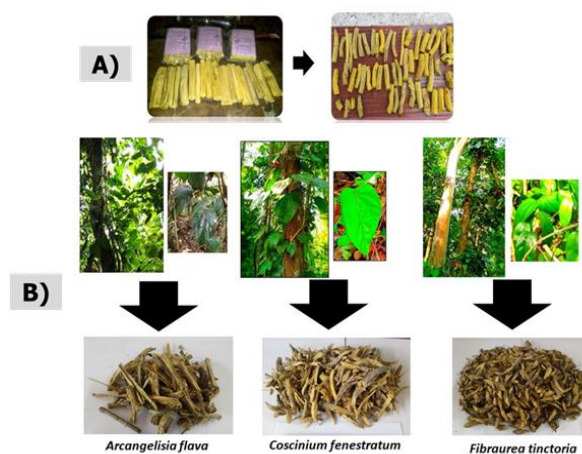 A)
B)
Arcangelisia flava
Coscinium fenestratum
Fibraurea tinctoria